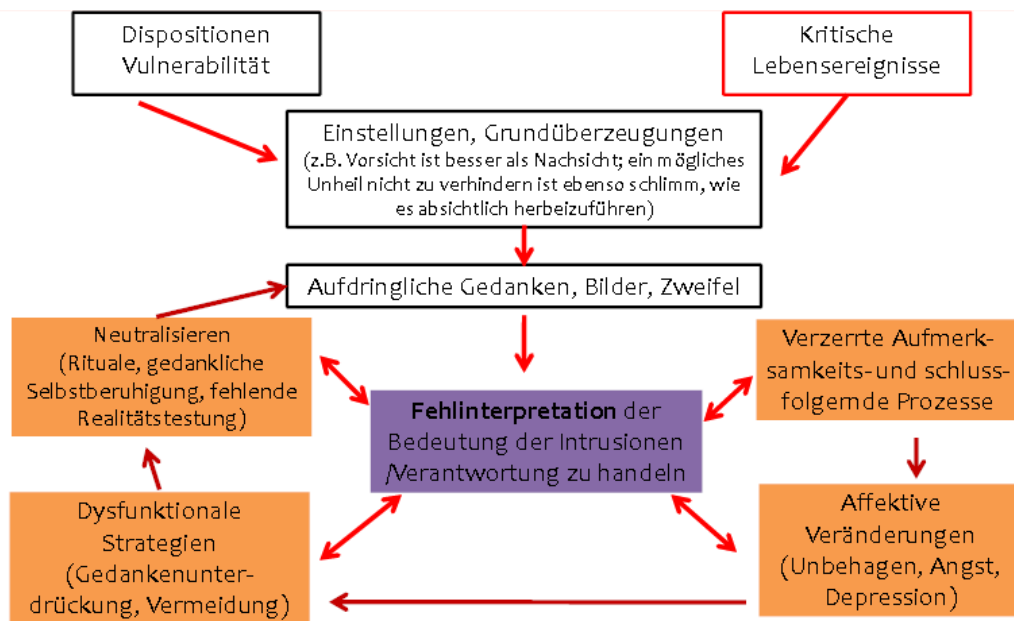 Dispositionen
Vulnerabilität
Kritische
Lebensereignisse
Einstellungen, Grundüberzeugungen
(z.B. Vorsicht ist besser als Nachsicht; ein mögliches
Unheil nicht zu verhindern ist ebenso schlimm, wie
es absichtlich herbeizuführen)
Aufdringliche Gedanken, Bilder, Zweifel
Neutralisieren
(Rituale, gedankliche
Selbstberuhigung, fehlende
Realitätstestung)
Verzerrte Aufmerk-
samkeits-und schluss-
folgernde Prozesse
Fehlinterpretation der
Bedeutung der Intrusionen
/Verantwortung zu handeln
Dysfunktionale
Strategien
(Gedankenunter-
drückung, Vermeidung)
Affektive
Veränderungen
(Unbehagen, Angst,
Depression)